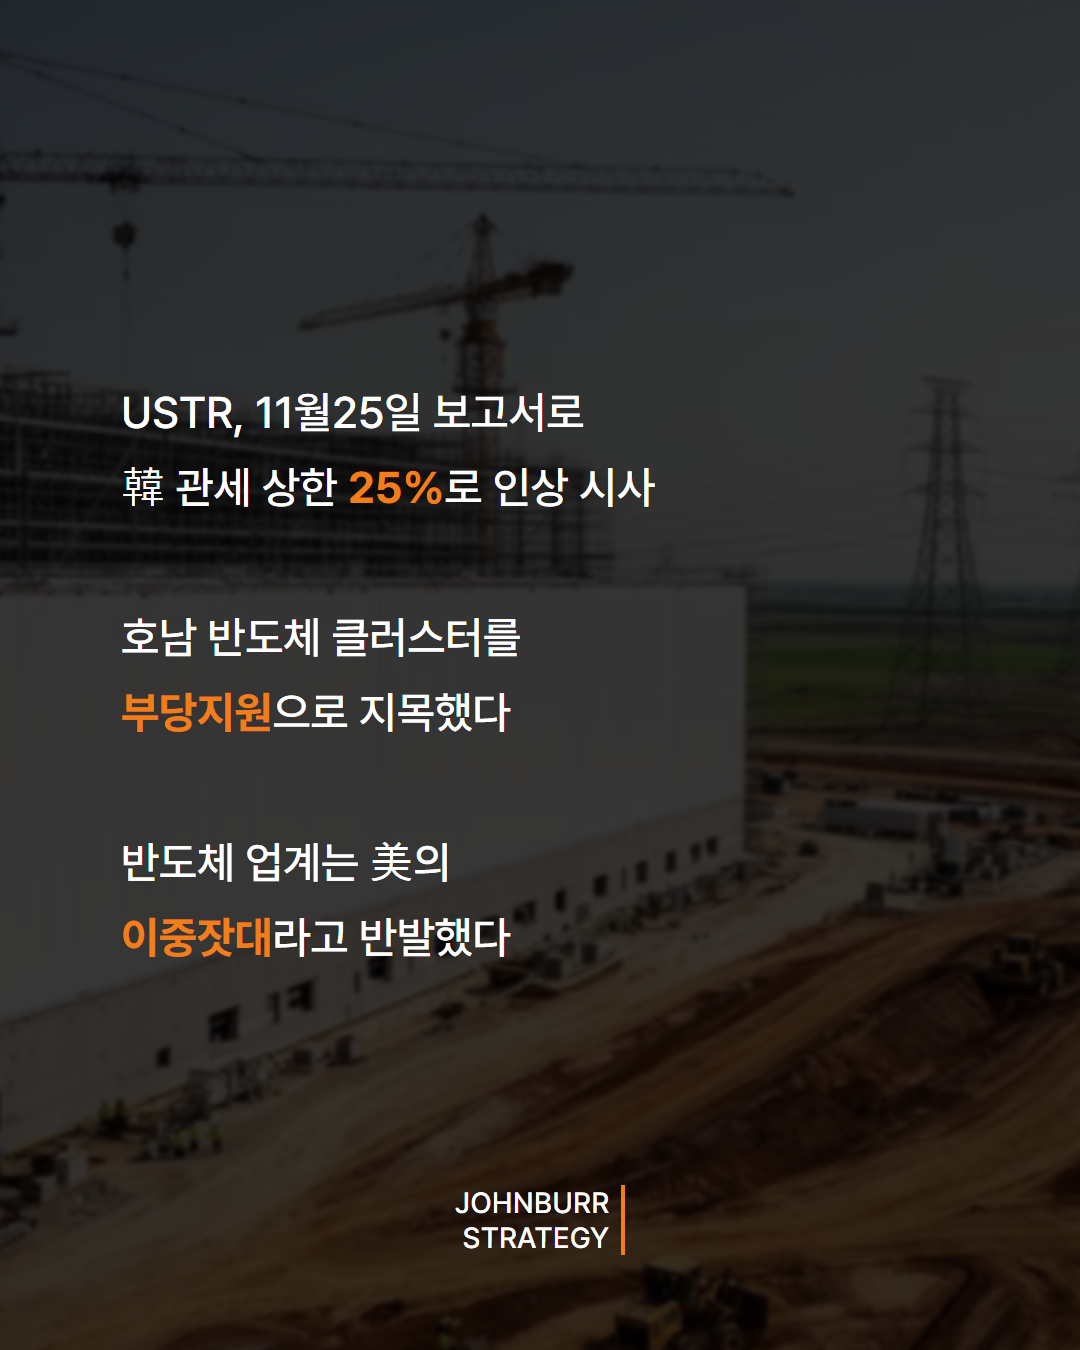 USTR, 11월25일 보고서로
韓 관세 상한 25%로 인상 시사
호남 반도체 클러스터를
부당지원으로 지목했다
반도체 업계는 美의
이중잣대라고 반발했다
JOHNBURR
STRATEGY